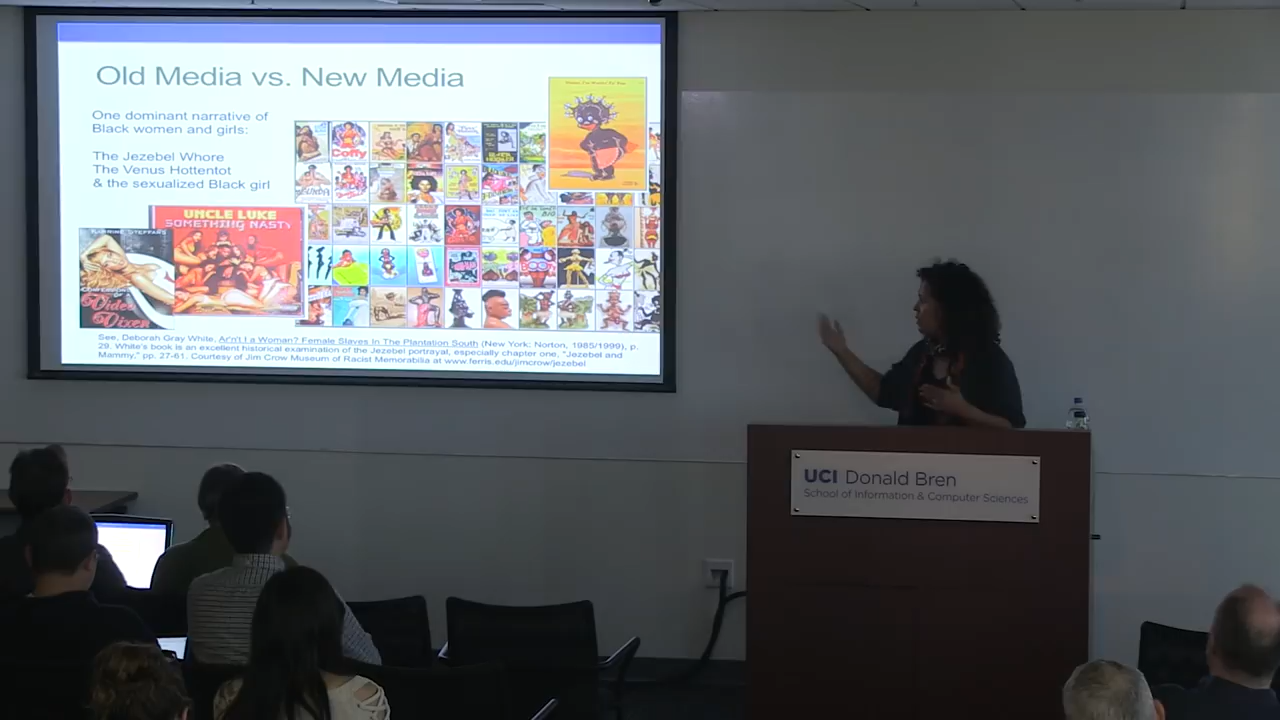 Old Media vs. New Media
One dominant narrative of
Black women and girls:
The Jezebel Whore
The Venus Hottentot
& the sexualized Black girl
Coffy
UNCLE LUKE
SOMETHING NASTY
KARRINE STEFFANS
CONFESSIONS
OF A
Video
Vixen
See, Deborah Gray White, Ar'n't I a Woman? Female Slaves In The Plantation South (New York: Norton, 1985/1999), p.
29. White's book is an excellent historical examination of the Jezebel portrayal, especially chapter one, "Jezebel and
Mammy," pp. 27-61. Courtesy of Jim Crow Museum of Racist Memorabilia at www.ferris.edu/jimcrow/jezebel
UCI Donald Bren
School of Information & Computer Sciences